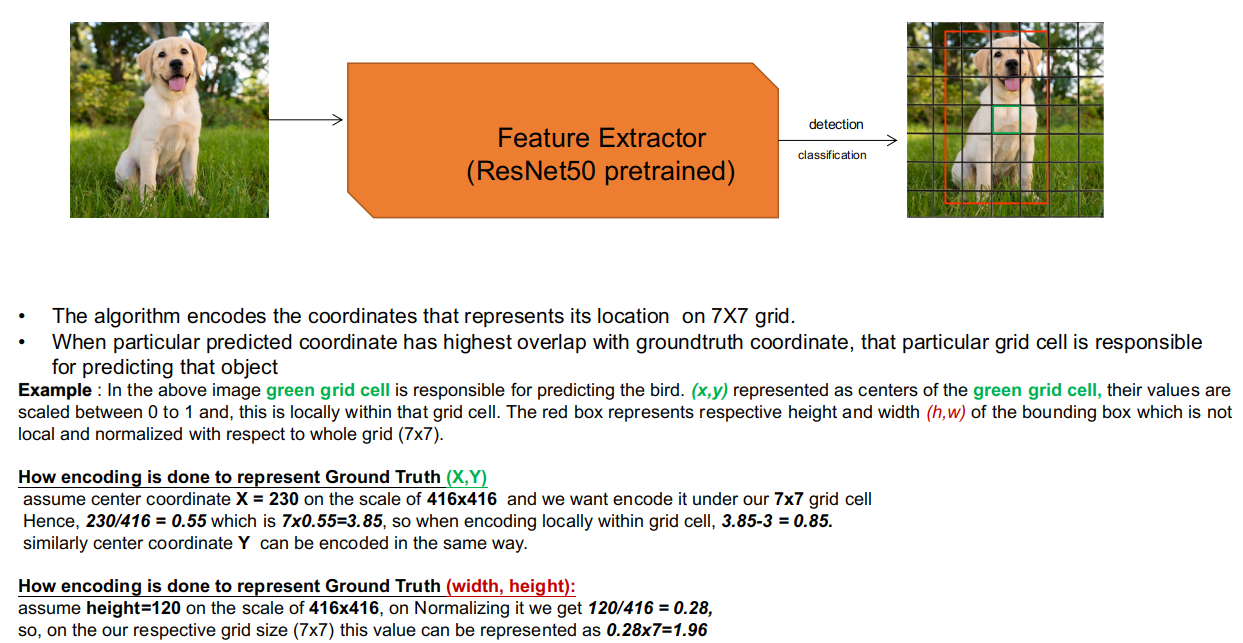 Feature Extractor
(ResNet50 pretrained)
detection
classification
• The algorithm encodes the coordinates that represents its location on 7X7 grid.
• When particular predicted coordinate has highest overlap with groundtruth coordinate, that particular grid cell is responsible
for predicting that object
Example : In the above image green grid cell is responsible for predicting the bird. (x,y) represented as centers of the green grid cell, their values are
scaled between 0 to 1 and, this is locally within that grid cell. The red box represents respective height and width (h,w) of the bounding box which is not
local and normalized with respect to whole grid (7x7).
How encoding is done to represent Ground Truth (X,Y)
assume center coordinate X = 230 on the scale of 416x416 and we want encode it under our 7x7 grid cell
Hence, 230/416 = 0.55 which is 7x0.55=3.85, so when encoding locally within grid cell, 3.85-3 = 0.85.
similarly center coordinate Y can be encoded in the same way.
How encoding is done to represent Ground Truth (width, height):
assume height=120 on the scale of 416x416, on Normalizing it we get 120/416 = 0.28,
so, on the our respective grid size (7x7) this value can be represented as 0.28x7=1.96